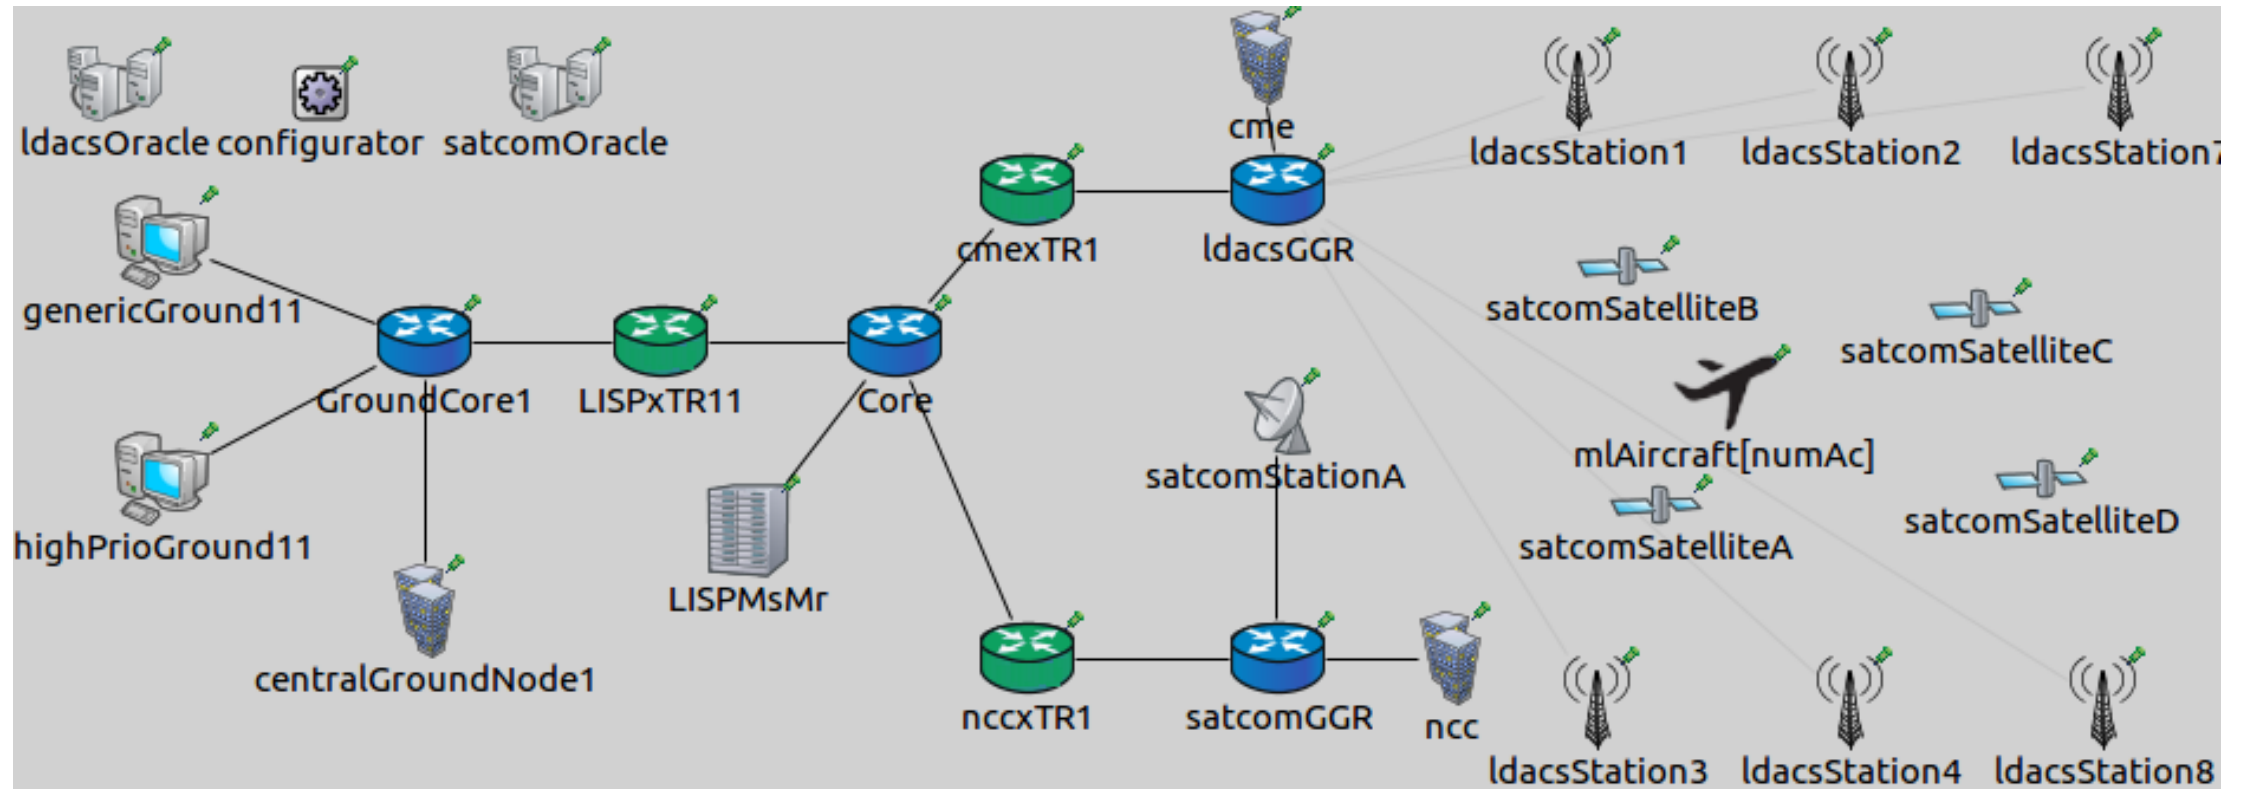 ldacsOracle
configurator
satcomOracle
cme
ldacsStation1
ldacsStation2
ldacsStation7
cmexTR1
ldacsGGR
genericGround11
satcomSatelliteB
satcomSatelliteC
GroundCore1
LISPxTR11
Core
mlAircraft[numAc]
satcomStationA
highPrioGround11
satcomSatelliteA
satcomSatelliteD
LISPMsMr
centralGroundNode1
nccxTR1
satcomGGR
ncc
ldacsStation3
ldacsStation4
ldacsStation8